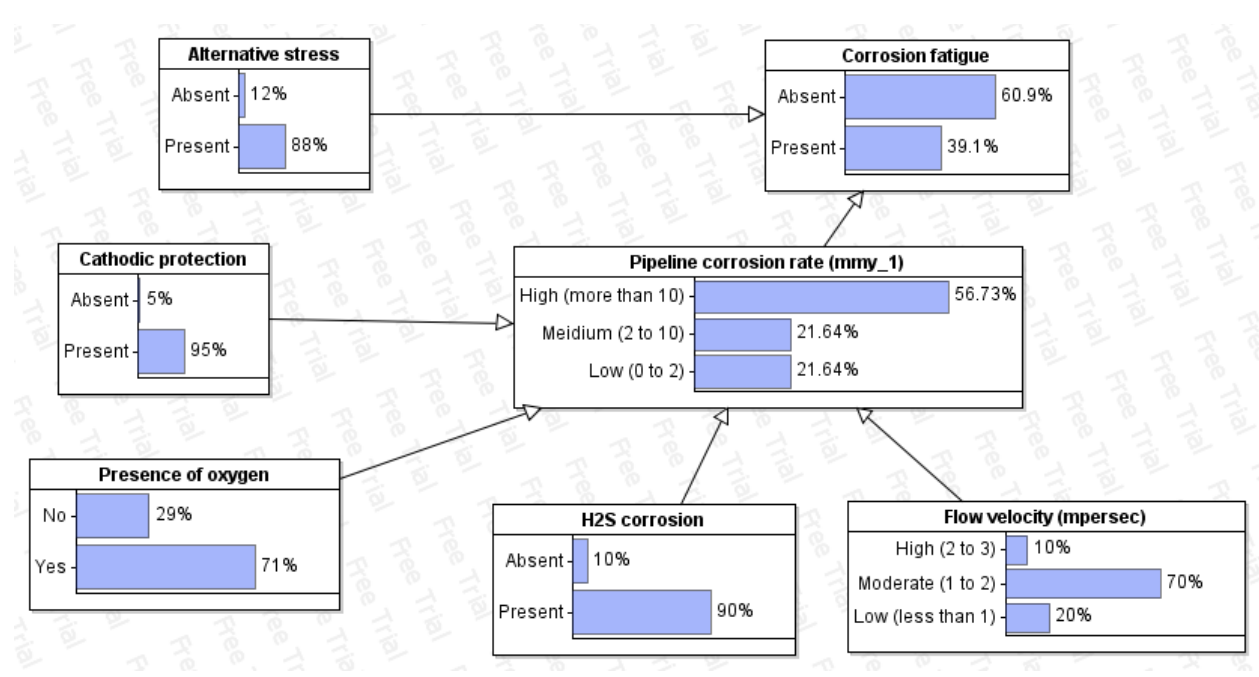 Alternative stress
Absent 12%
Present 88%
Corrosion fatigue
Absent 60.9%
Present 39.1%
Cathodic protection
Absent 5%
Present 95%
Pipeline corrosion rate (mmy_1)
High (more than 10) 56.73%
Meidium (2 to 10) 21.64%
Low (0 to 2) 21.64%
Presence of oxygen
No 29%
Yes 71%
H2S corrosion
Absent 10%
Present 90%
Flow velocity (mpersec)
High (2 to 3) 10%
Moderate (1 to 2) 70%
Low (less than 1) 20%
Free Trial